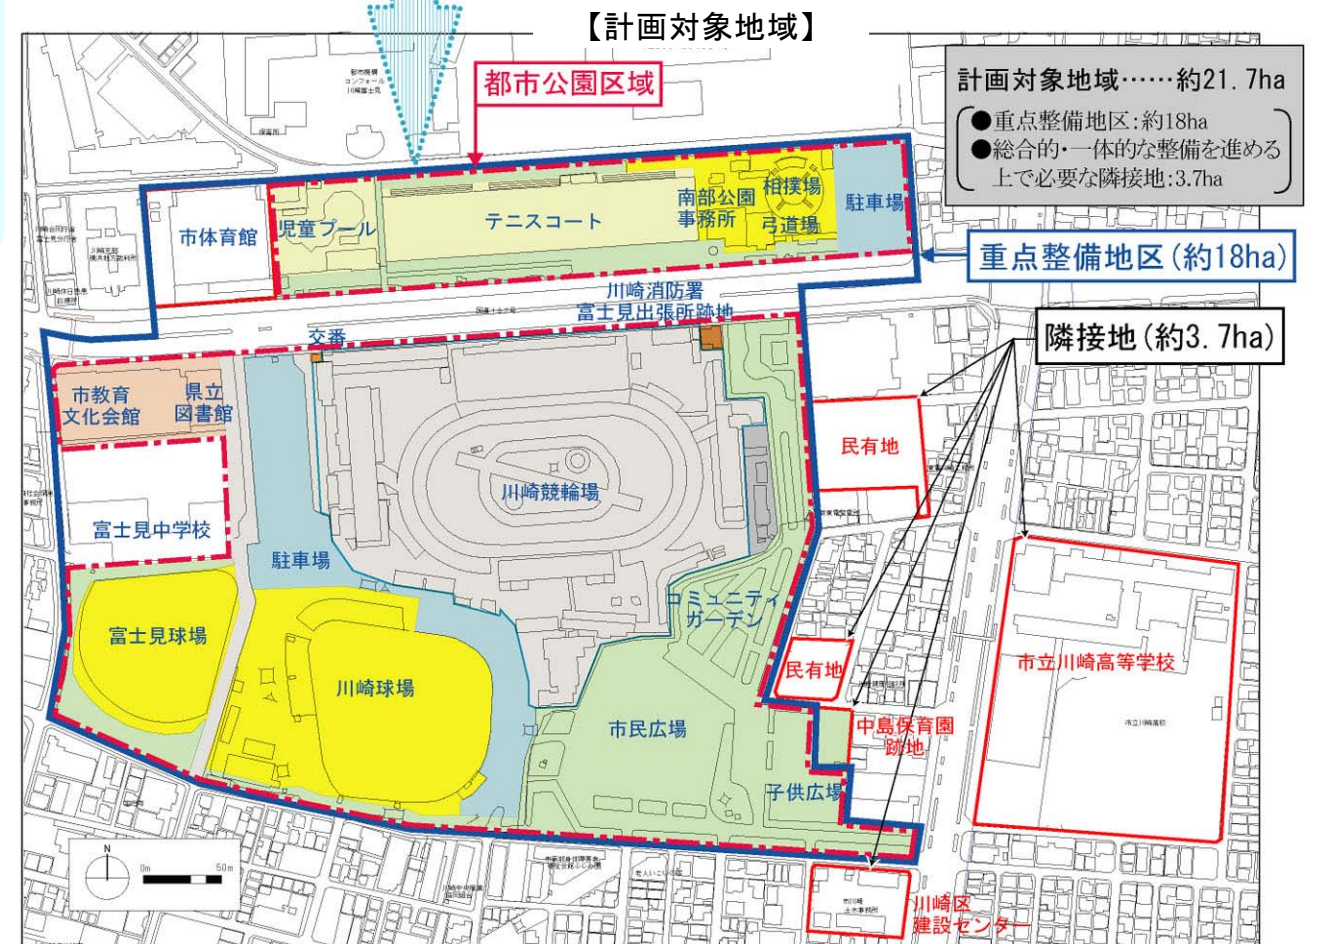 【計画対象地域】
都市公園区域
計画対象地域……約21.7ha
●重点整備地区:約18ha
●総合的・一体的な整備を進める
上で必要な隣接地:3.7ha
市体育館
児童プール
テニスコート
南部公園
事務所
相撲場
弓道場
駐車場
重点整備地区(約18ha)
川崎消防署
富士見出張所跡地
交番
隣接地(約3.7ha)
市教育
文化会館
県立
図書館
川崎競輪場
民有地
富士見中学校
駐車場
コミュニティ
ガーデン
富士見球場
川崎球場
市民広場
民有地
市立川崎高等学校
市立川崎高校
中島保育園
跡地
子供広場
川崎区
建設センター
N
0m
50m